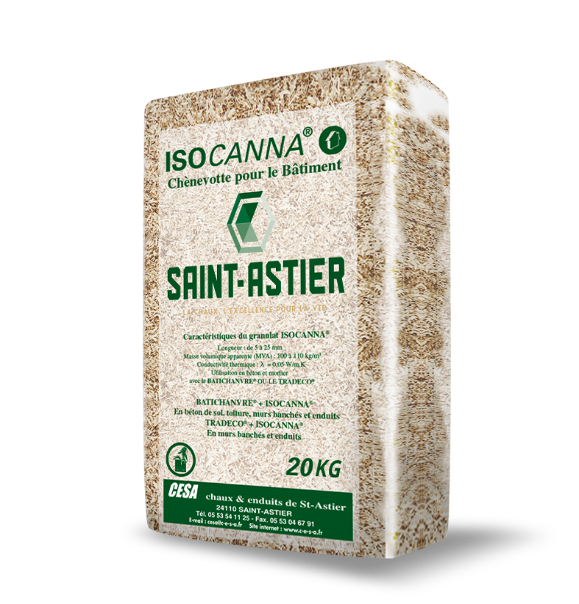 ISOCANNA®
Chènevotte pour le Bâtiment
SAINT-ASTIER
LA CHAUX, L'EXCELLENCE POUR LA VIE
Caractéristiques du granulat ISOCANNA®
Longueur : de 5 à 25 mm
Masse volumique apparente (MVA) : 100 à 110 kg/m³
Conductivité thermique : λ = 0.05 W/m.K
Utilisation en béton et mortier
avec le BATICHANVRE® OU LE TRADECO®
BATICHANVRE® + ISOCANNA®
En béton de sol, toiture, murs banchés et enduits
TRADECO® + ISOCANNA®
En murs banchés et enduits
20 KG
CESA chaux & enduits de St-Astier
24110 SAINT-ASTIER
Tél. 05 53 54 11 25 - Fax. 05 53 04 67 91
E-mail : cesa@c-e-s-a.fr Site internet : www.c-e-s-a.fr